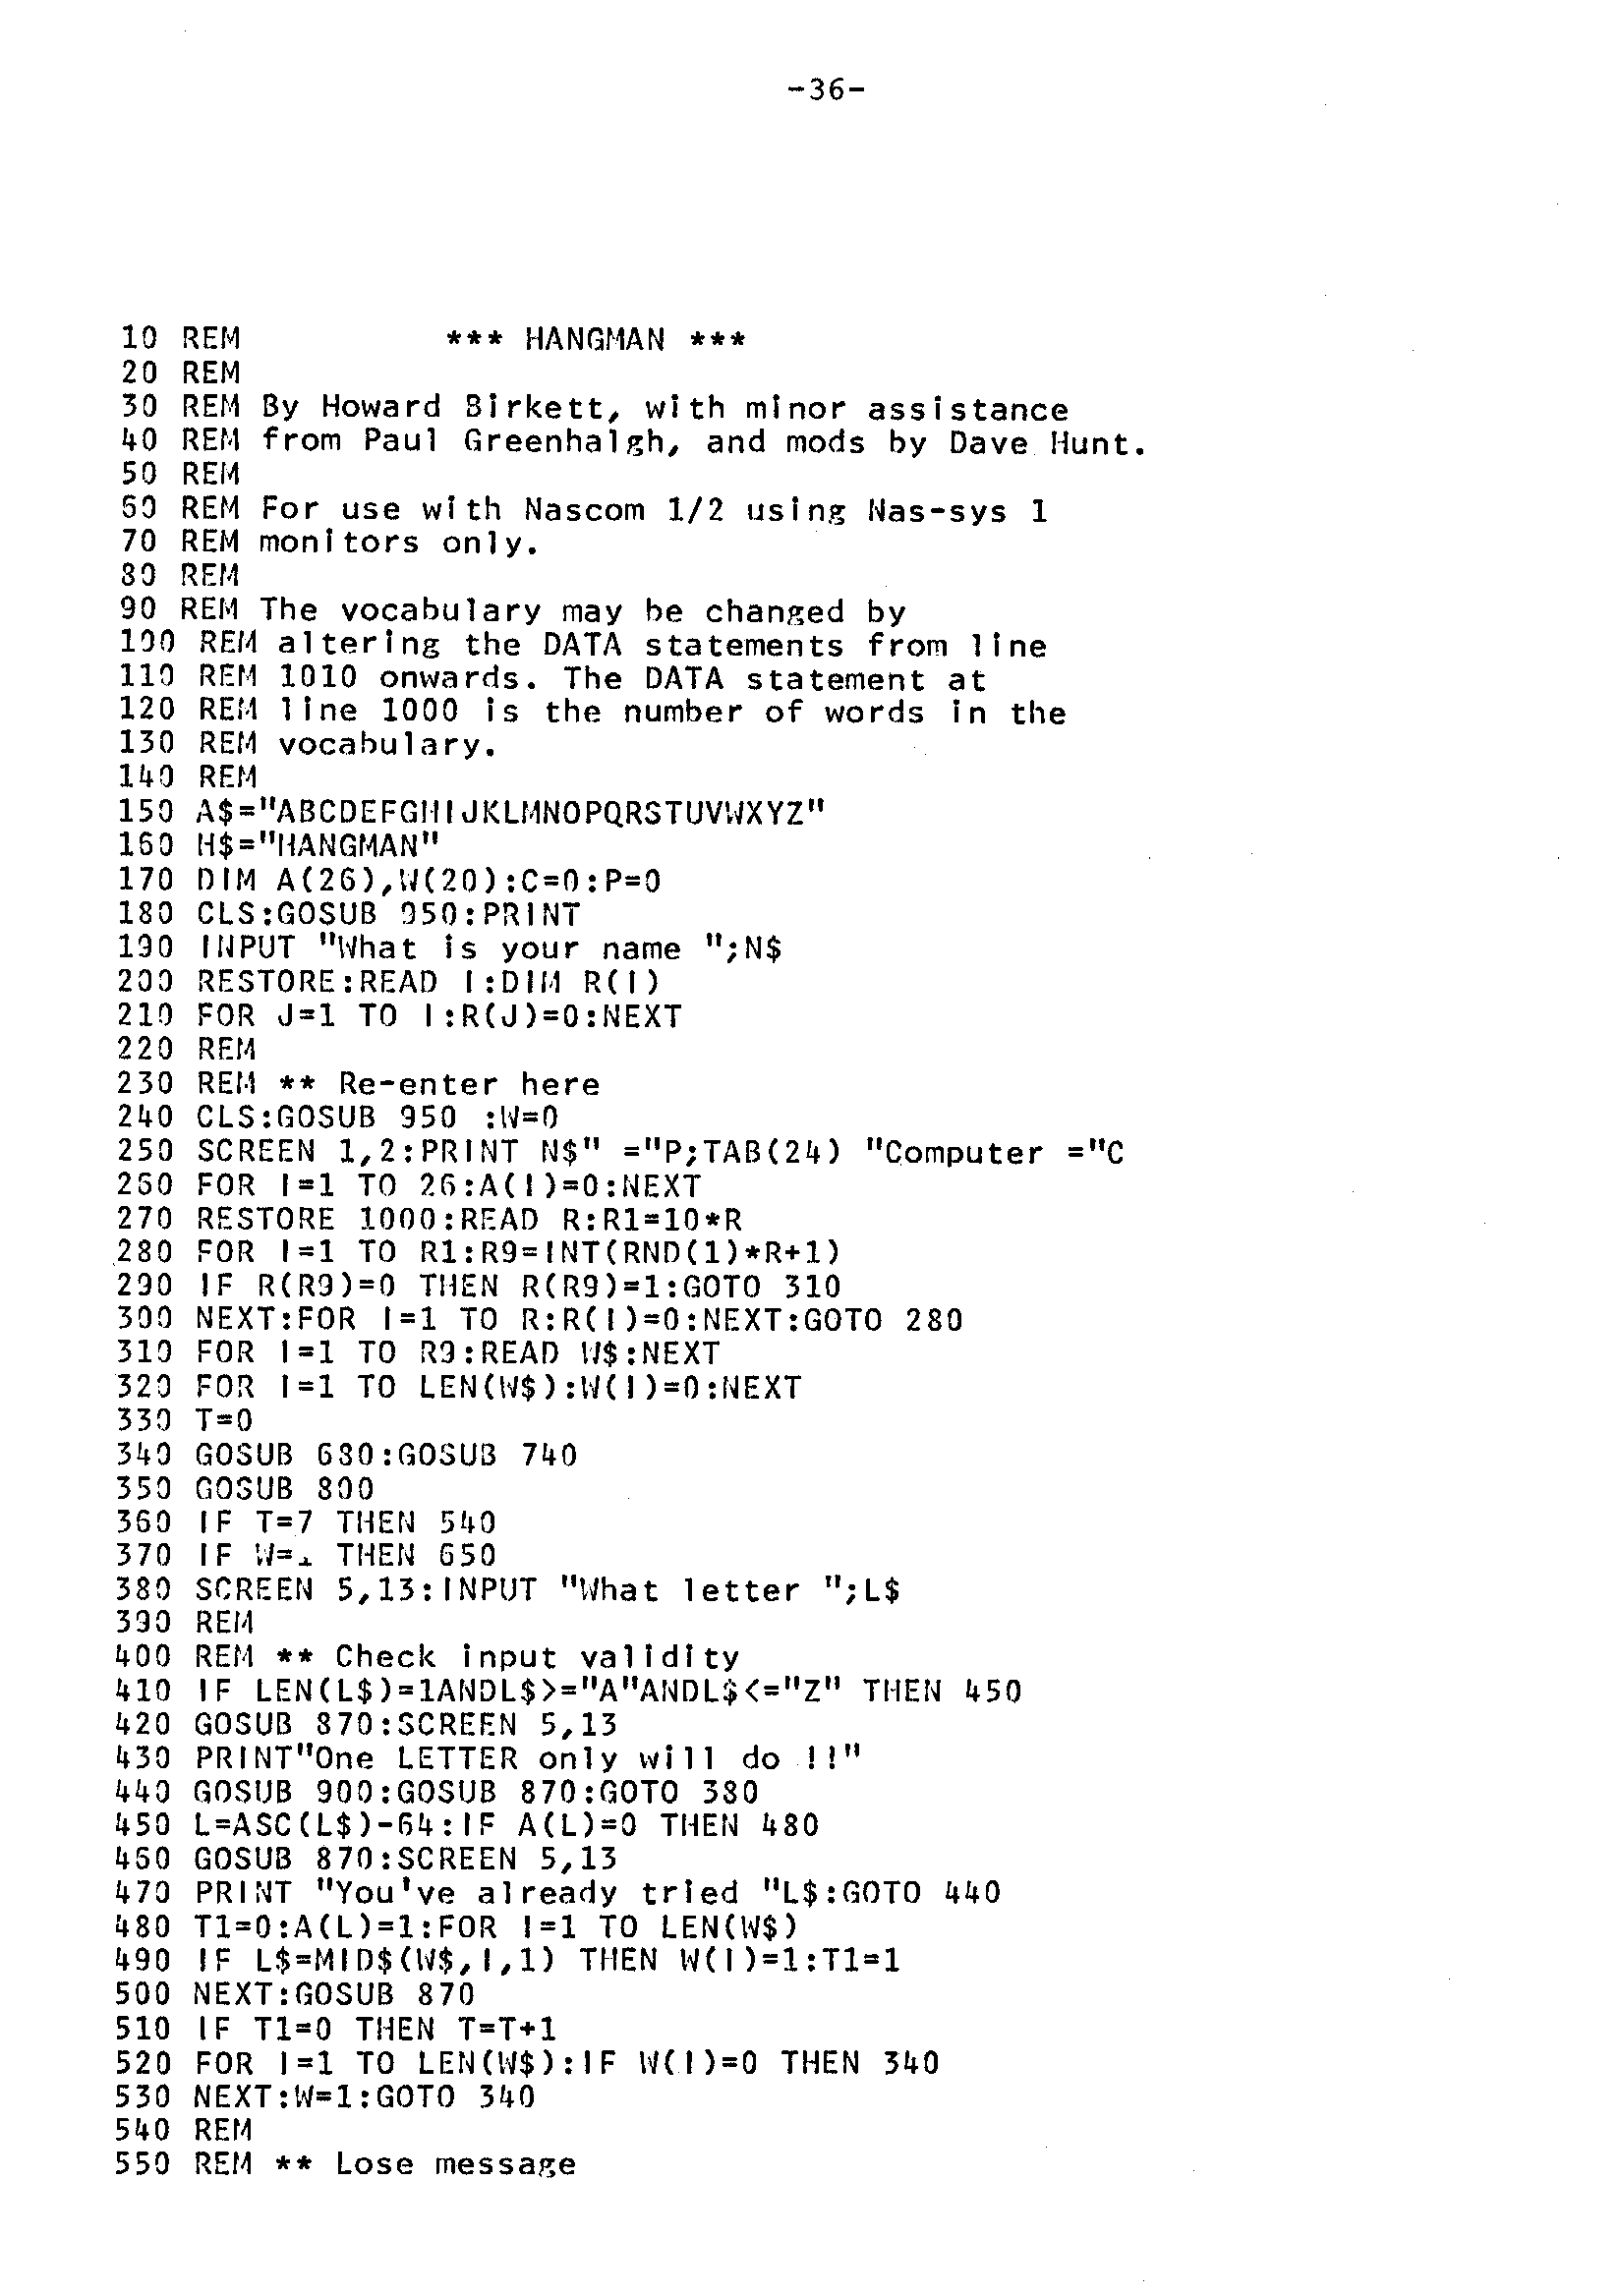 -36-
10 REM          *** HANGMAN ***
20 REM
30 REM By Howard Birkett, with minor assistance
40 REM from Paul Greenhalgh, and mods by Dave Hunt.
50 REM
60 REM For use with Nascom 1/2 using Nas-sys 1
70 REM monitors only.
80 REM
90 REM The vocabulary may be changed by
100 REM altering the DATA statements from line
110 REM 1010 onwards. The DATA statement at
120 REM line 1000 is the number of words in the
130 REM vocabulary.
140 REM
150 A$="ABCDEFGHIJKLMNOPQRSTUVWXYZ"
160 H$="HANGMAN"
170 DIM A(26),W(20):C=0:P=0
180 CLS:GOSUB 950:PRINT
190 INPUT "What is your name ";N$
200 RESTORE:READ I:DIM R(I)
210 FOR J=1 TO I:R(J)=0:NEXT
220 REM
230 REM ** Re-enter here
240 CLS:GOSUB 950 :W=0
250 SCREEN 1,2:PRINT N$" ="P;TAB(24) "Computer ="C
260 FOR I=1 TO 26:A(I)=0:NEXT
270 RESTORE 1000:READ R:R1=10*R
280 FOR I=1 TO R1:R9=INT(RND(1)*R+1)
290 IF R(R9)=0 THEN R(R9)=1:GOTO 310
300 NEXT:FOR I=1 TO R:R(I)=0:NEXT:GOTO 280
310 FOR I=1 TO R9:READ W$:NEXT
320 FOR I=1 TO LEN(W$):W(I)=0:NEXT
330 T=0
340 GOSUB 680:GOSUB 740
350 GOSUB 800
360 IF T=7 THEN 540
370 IF W=1 THEN 650
380 SCREEN 5,13:INPUT "What letter ";L$
390 REM
400 REM ** Check input validity
410 IF LEN(L$)=1ANDL$>="A"ANDL$<="Z" THEN 450
420 GOSUB 870:SCREEN 5,13
430 PRINT"One LETTER only will do !!"
440 GOSUB 900:GOSUB 870:GOTO 380
450 L=ASC(L$)-64:IF A(L)=0 THEN 480
460 GOSUB 870:SCREEN 5,13
470 PRINT "You've already tried "L$:GOTO 440
480 T1=0:A(L)=1:FOR I=1 TO LEN(W$)
490 IF L$=MID$(W$,I,1) THEN W(I)=1:T1=1
500 NEXT:GOSUB 870
510 IF T1=0 THEN T=T+1
520 FOR I=1 TO LEN(W$):IF W(I)=0 THEN 340
530 NEXT:W=1:GOTO 340
540 REM
550 REM ** Lose message